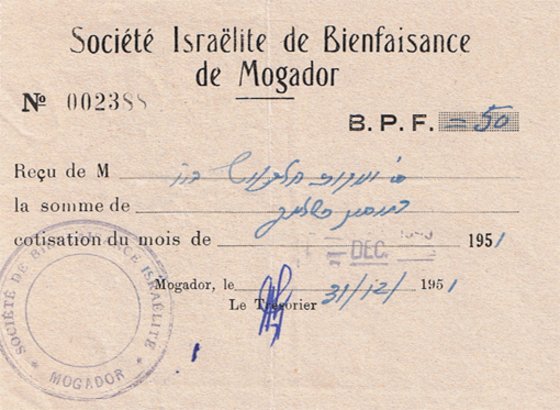 Société Israëlite de Bienfaisance
de Mogador
Nº 002388
B. P. F. = 50
Reçu de M
la somme de
cotisation du mois de DEC. 1951
Mogador, le 31/12/ 1951
Le Trésorier
SOCIÉTÉ DE BIENFAISANCE ISRAÉLITE
* MOGADOR *